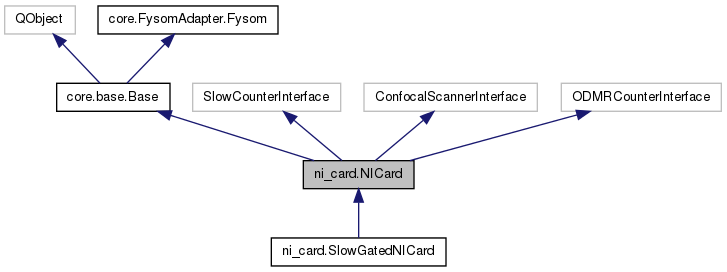 QObject
core.FysomAdapter.Fysom
core.base.Base
SlowCounterInterface
ConfocalScannerInterface
ODMRCounterInterface
ni_card.NICard
ni_card.SlowGatedNICard